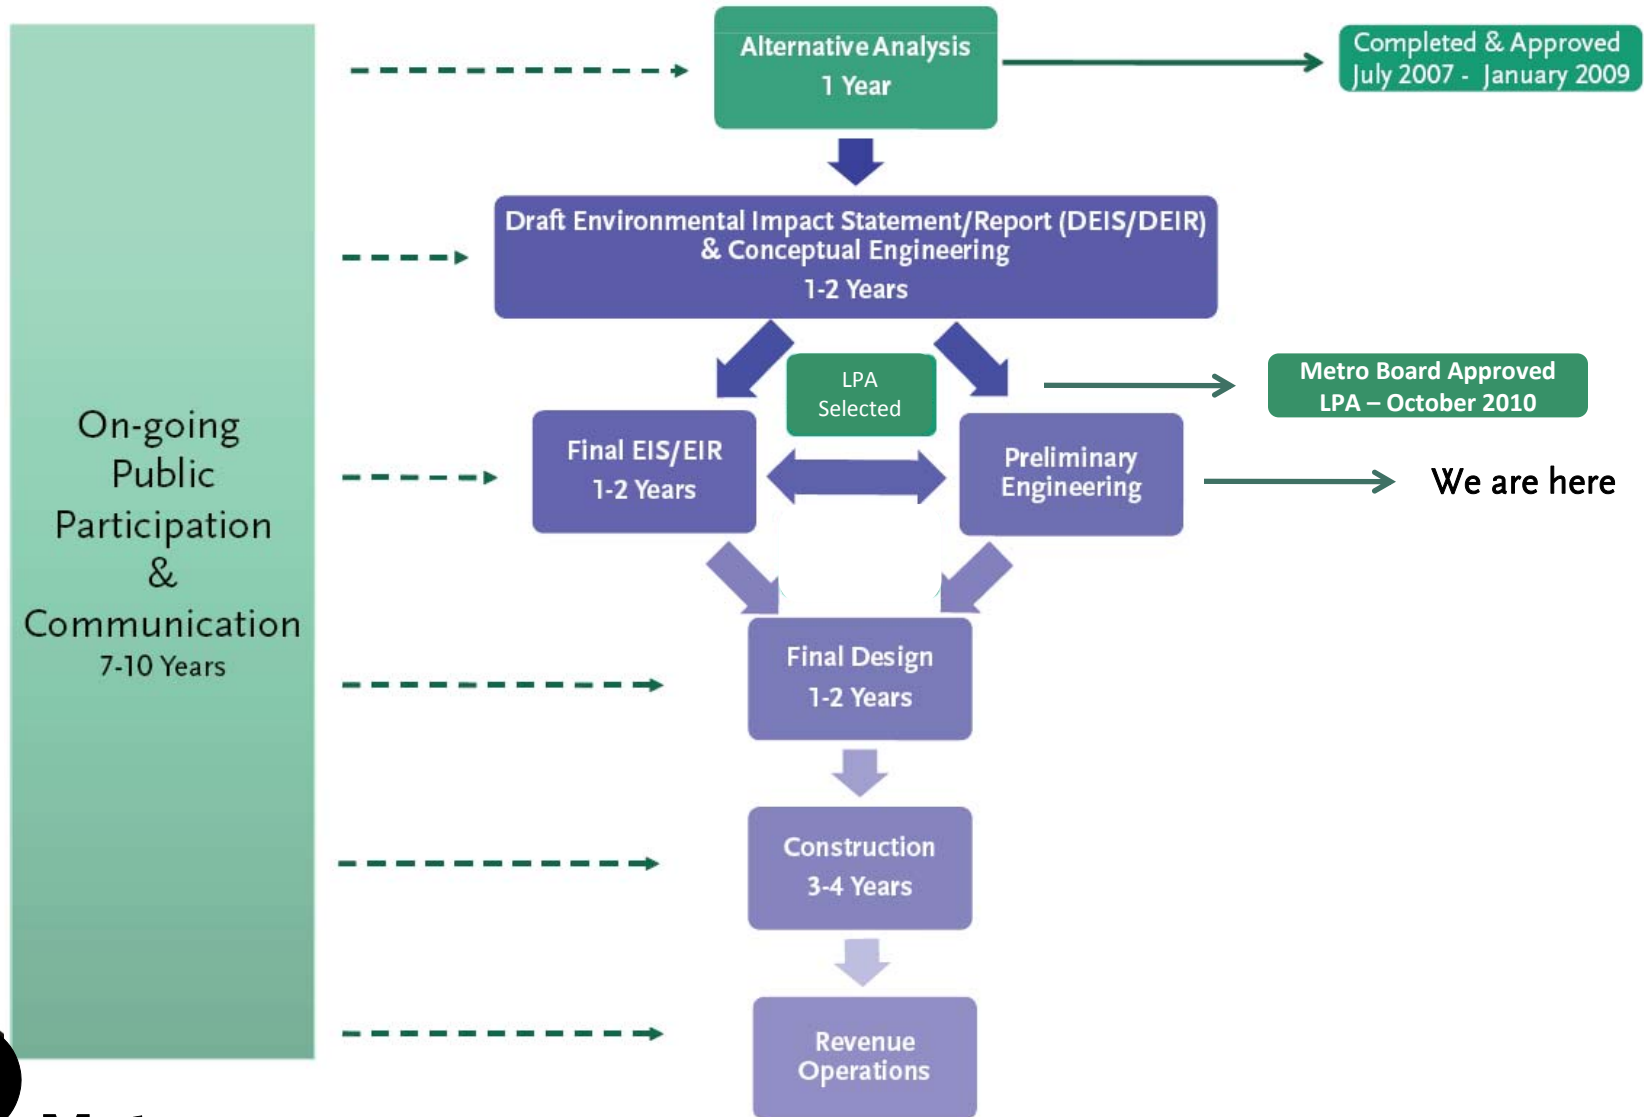 Alternative Analysis
1 Year
Completed & Approved
July 2007 - January 2009
Draft Environmental Impact Statement/Report (DEIS/DEIR)
& Conceptual Engineering
1-2 Years
LPA
Selected
Metro Board Approved
LPA – October 2010
Final EIS/EIR
1-2 Years
Preliminary
Engineering
We are here
On-going
Public
Participation
&
Communication
7-10 Years
Final Design
1-2 Years
Construction
3-4 Years
Revenue
Operations